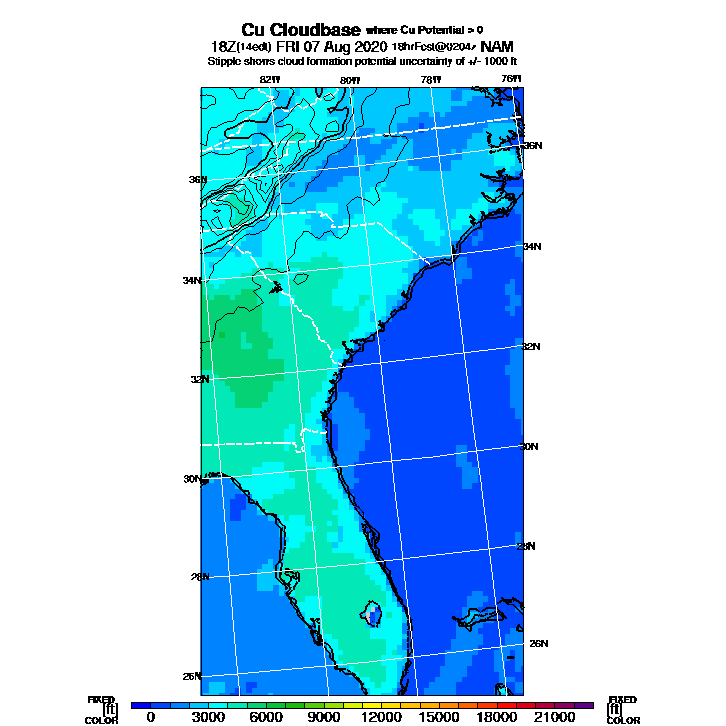 Cu Cloudbase where Cu Potential > 0
18Z(14edt) FRI 07 Aug 2020 18hrFcst@0204z NAM
Stipple shows cloud formation potential uncertainty of +/- 1000 ft
82W 80W 78W 76W
36N 36N
34N 34N
32N 32N
30N 30N
28N 28N
26N 26N
FIXED FIXED
[ft] 0 3000 6000 9000 12000 15000 18000 21000 [ft]
COLOR COLOR